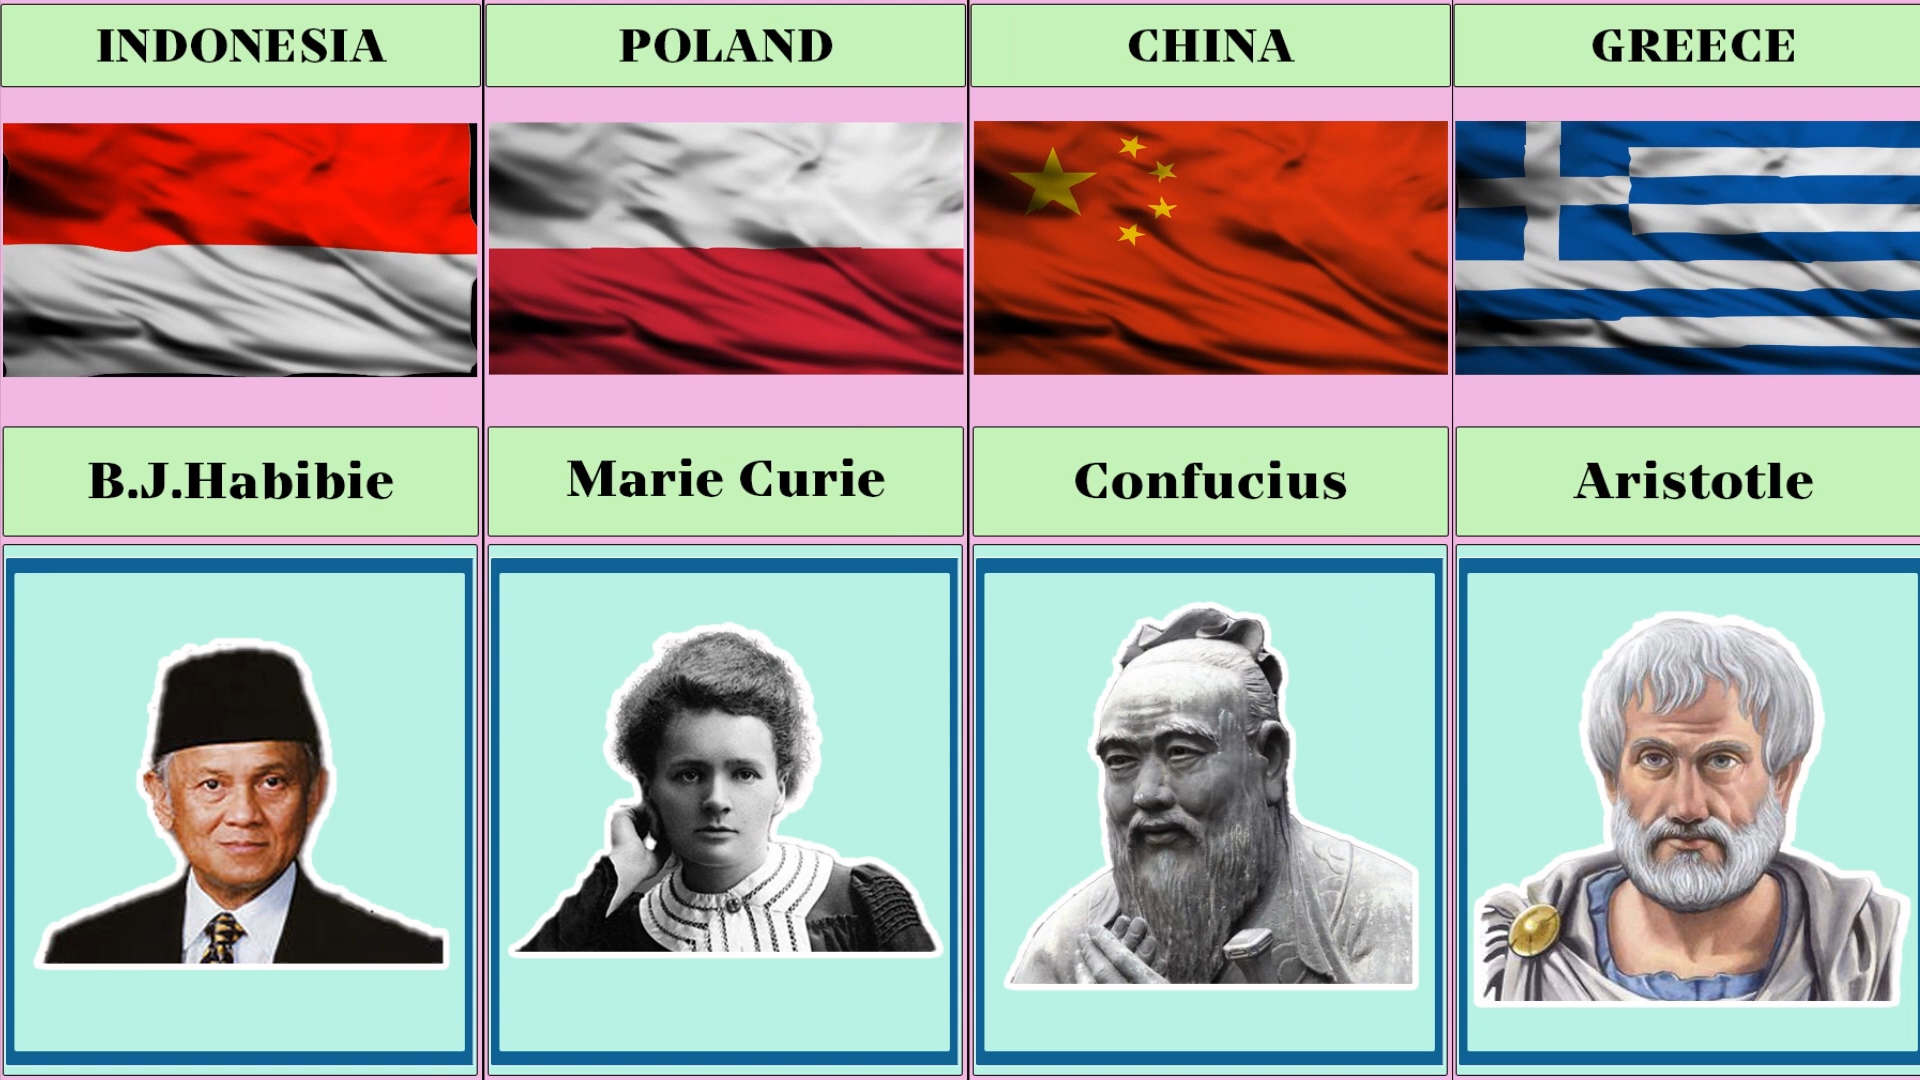 INDONESIA
POLAND
CHINA
GREECE
B.J.Habibie
Marie Curie
Confucius
Aristotle